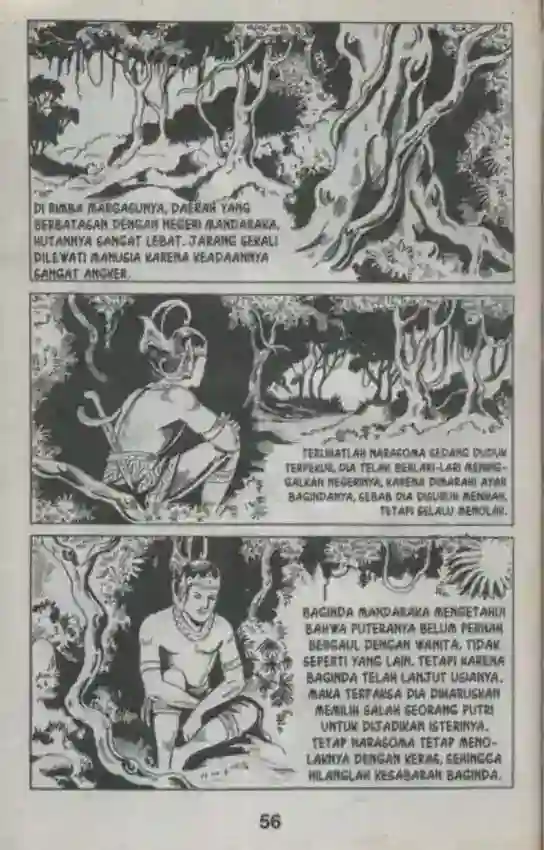 DI RIMBA MARGASUNYA, DAERAH YANG
BERBATASAN DENGAN NEGERI MANDARAKA,
HUTANNYA SANGAT LEBAT. JARANG SEKALI
DILEWATI MANUSIA KARENA KEADAANNYA
SANGAT ANGKER.
TERLIHATLAH NARASOMA SEDANG DUDUK
TERPEKUR, DIA TELAH BERLARI-LARI MENING-
GALKAN NEGERINYA, KARENA DIMARAHI AYAH
BAGINDANYA, SEBAB DIA DISURUH MENIKAH,
TETAPI SELALU MENOLAK.
BAGINDA MANDARAKA MENGETAHUI
BAHWA PUTERANYA BELUM PERNAH
BERGAUL DENGAN WANITA, TIDAK
SEPERTI YANG LAIN. TETAPI KARENA
BAGINDA TELAH LANJUT USIANYA.
MAKA TERPAKSA DIA DIHARUSKAN
MEMILIH SALAH SEORANG PUTRI
UNTUK DIJADIKAN ISTERINYA.
TETAP NARASOMA TETAP MENO-
LAKNYA DENGAN KERAS, SEHINGGA
HILANGLAH KESABARAN BAGINDA.
56